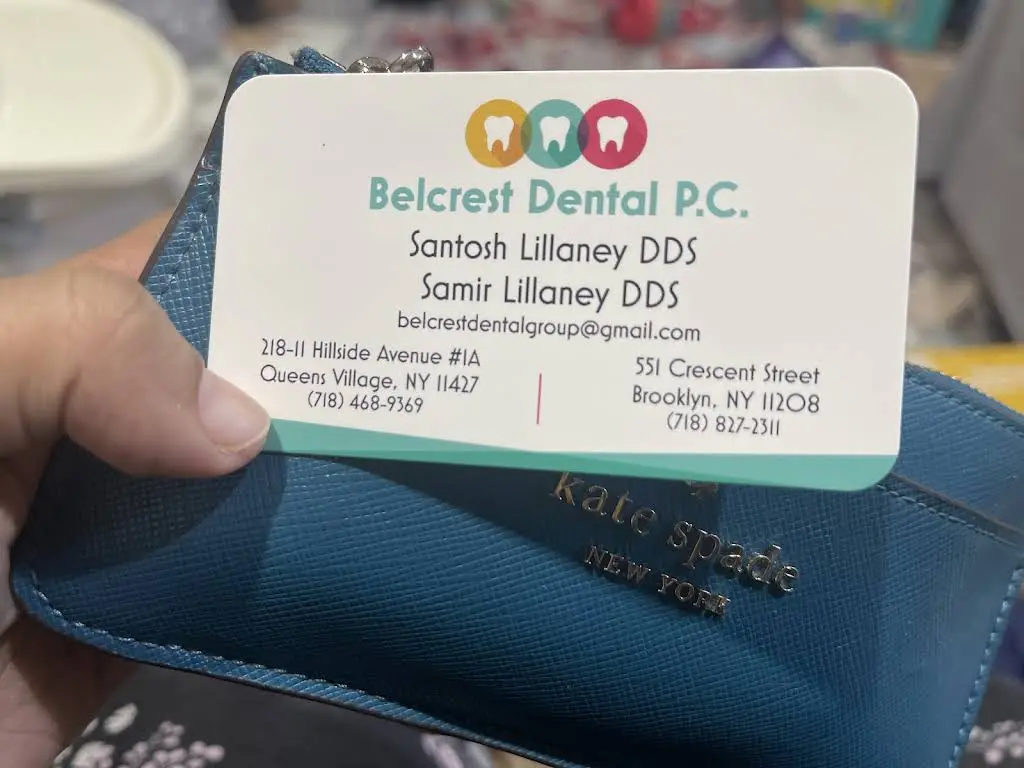 Belcrest Dental P.C.
Santosh Lillaney DDS
Samir Lillaney DDS
belcrestdentalgroup@gmail.com
218-11 Hillside Avenue #1A
Queens Village, NY 11427
(718) 468-9369
551 Crescent Street
Brooklyn, NY 11208
(718) 827-2311
kate spade
NEW YORK